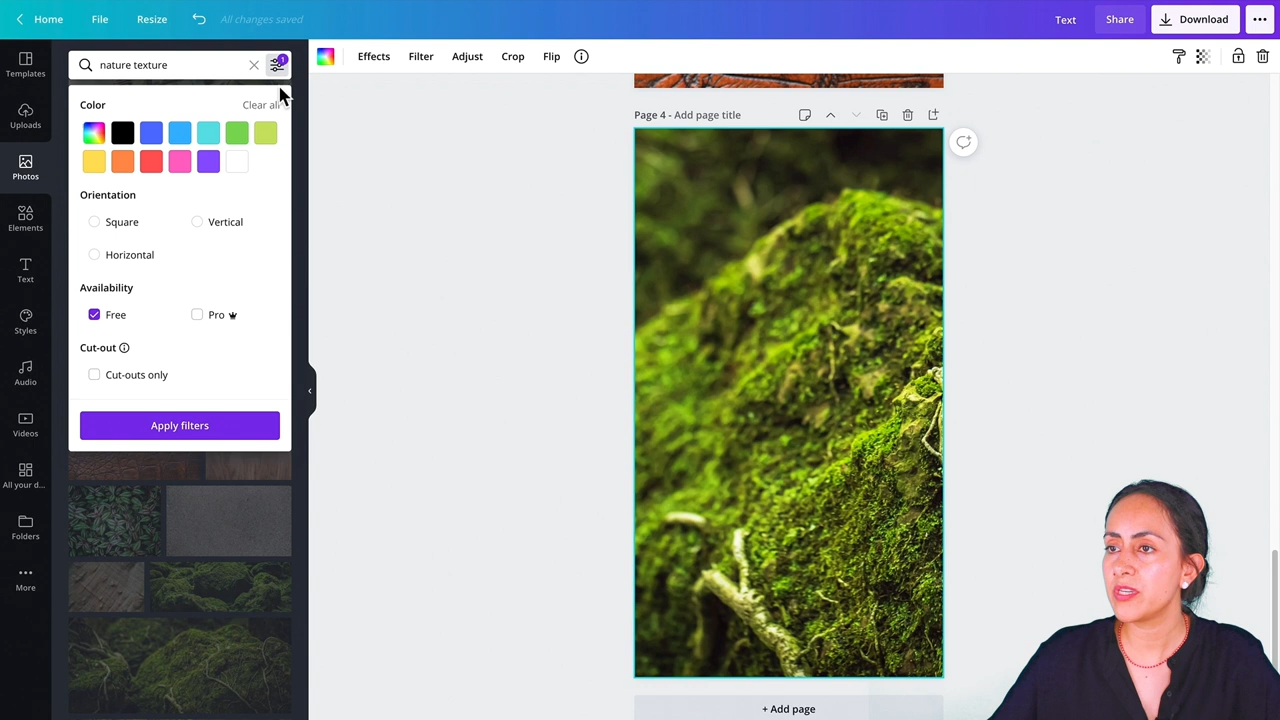 Home
File
Resize
All changes saved
Text
Share
Download
Templates
Uploads
Photos
Elements
Text
Styles
Audio
Videos
All your d...
Folders
More
nature texture
1
Color
Clear all
Orientation
Square
Vertical
Horizontal
Availability
Free
Pro
Cut-out
Cut-outs only
Apply filters
Effects
Filter
Adjust
Crop
Flip
Page 4 - Add page title
+ Add page